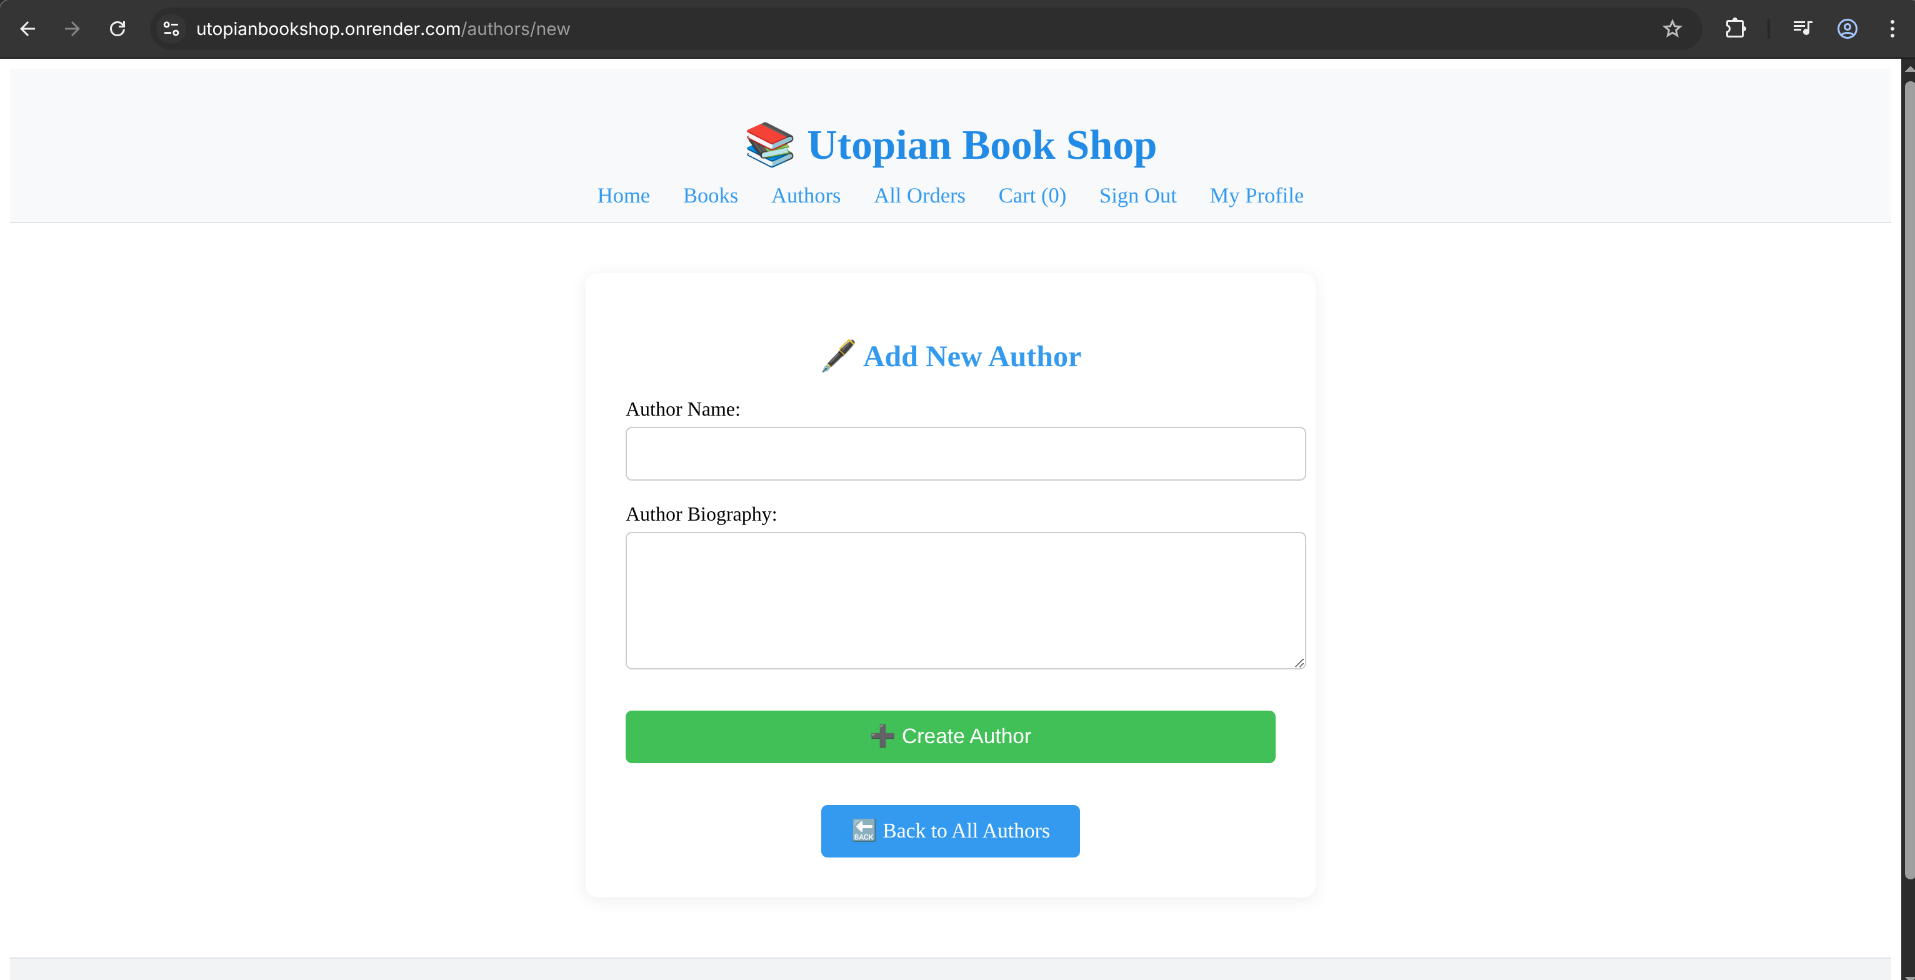 utopianbookshop.onrender.com/authors/new
📚 Utopian Book Shop
Home Books Authors All Orders Cart (0) Sign Out My Profile
🖋️ Add New Author
Author Name:
Author Biography:
➕ Create Author
🔙 Back to All Authors